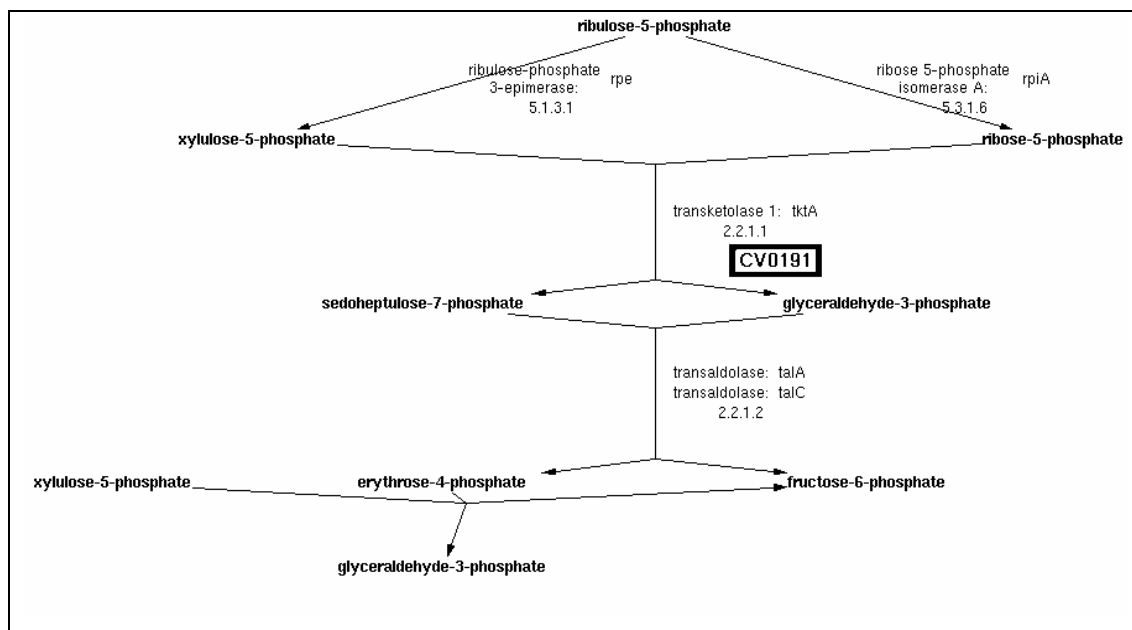 ribulose-5-phosphate
ribulose-phosphate
3-epimerase:
rpe
5.1.3.1
ribose 5-phosphate
isomerase A:
rpiA
5.3.1.6
xylulose-5-phosphate
ribose-5-phosphate
transketolase 1: tktA
2.2.1.1
CV0191
sedoheptulose-7-phosphate
glyceraldehyde-3-phosphate
transaldolase: talA
transaldolase: talC
2.2.1.2
xylulose-5-phosphate
erythrose-4-phosphate
fructose-6-phosphate
glyceraldehyde-3-phosphate